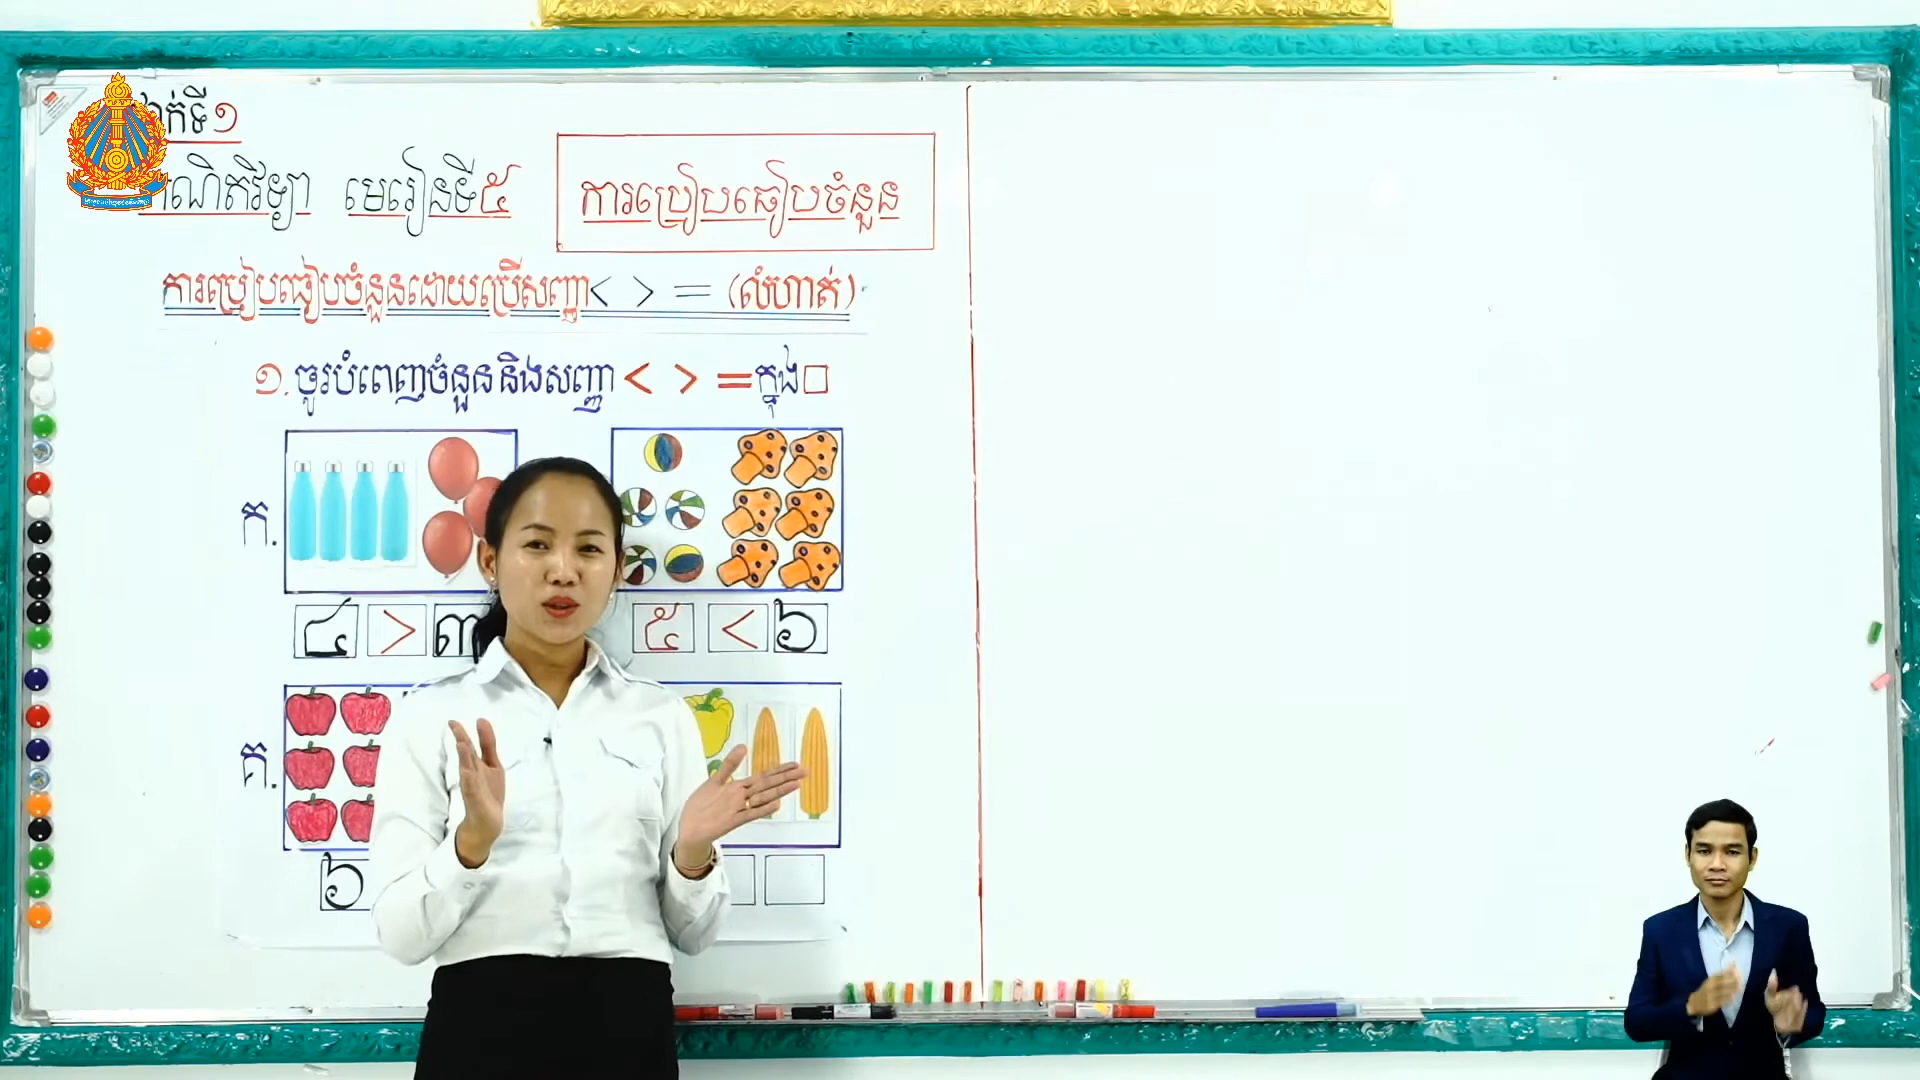 ទី១
គណិតវិទ្យា មេរៀនទី៥ ការប្រៀបធៀបចំនួន
ការប្រៀបធៀបចំនួនដោយប្រើសញ្ញា < > = (លំហាត់)
១. ចូរបំពេញចំនួននិងសញ្ញា < > = ក្នុង □
ក.
៤ > ៣ ៥ < ៦
គ.
៦